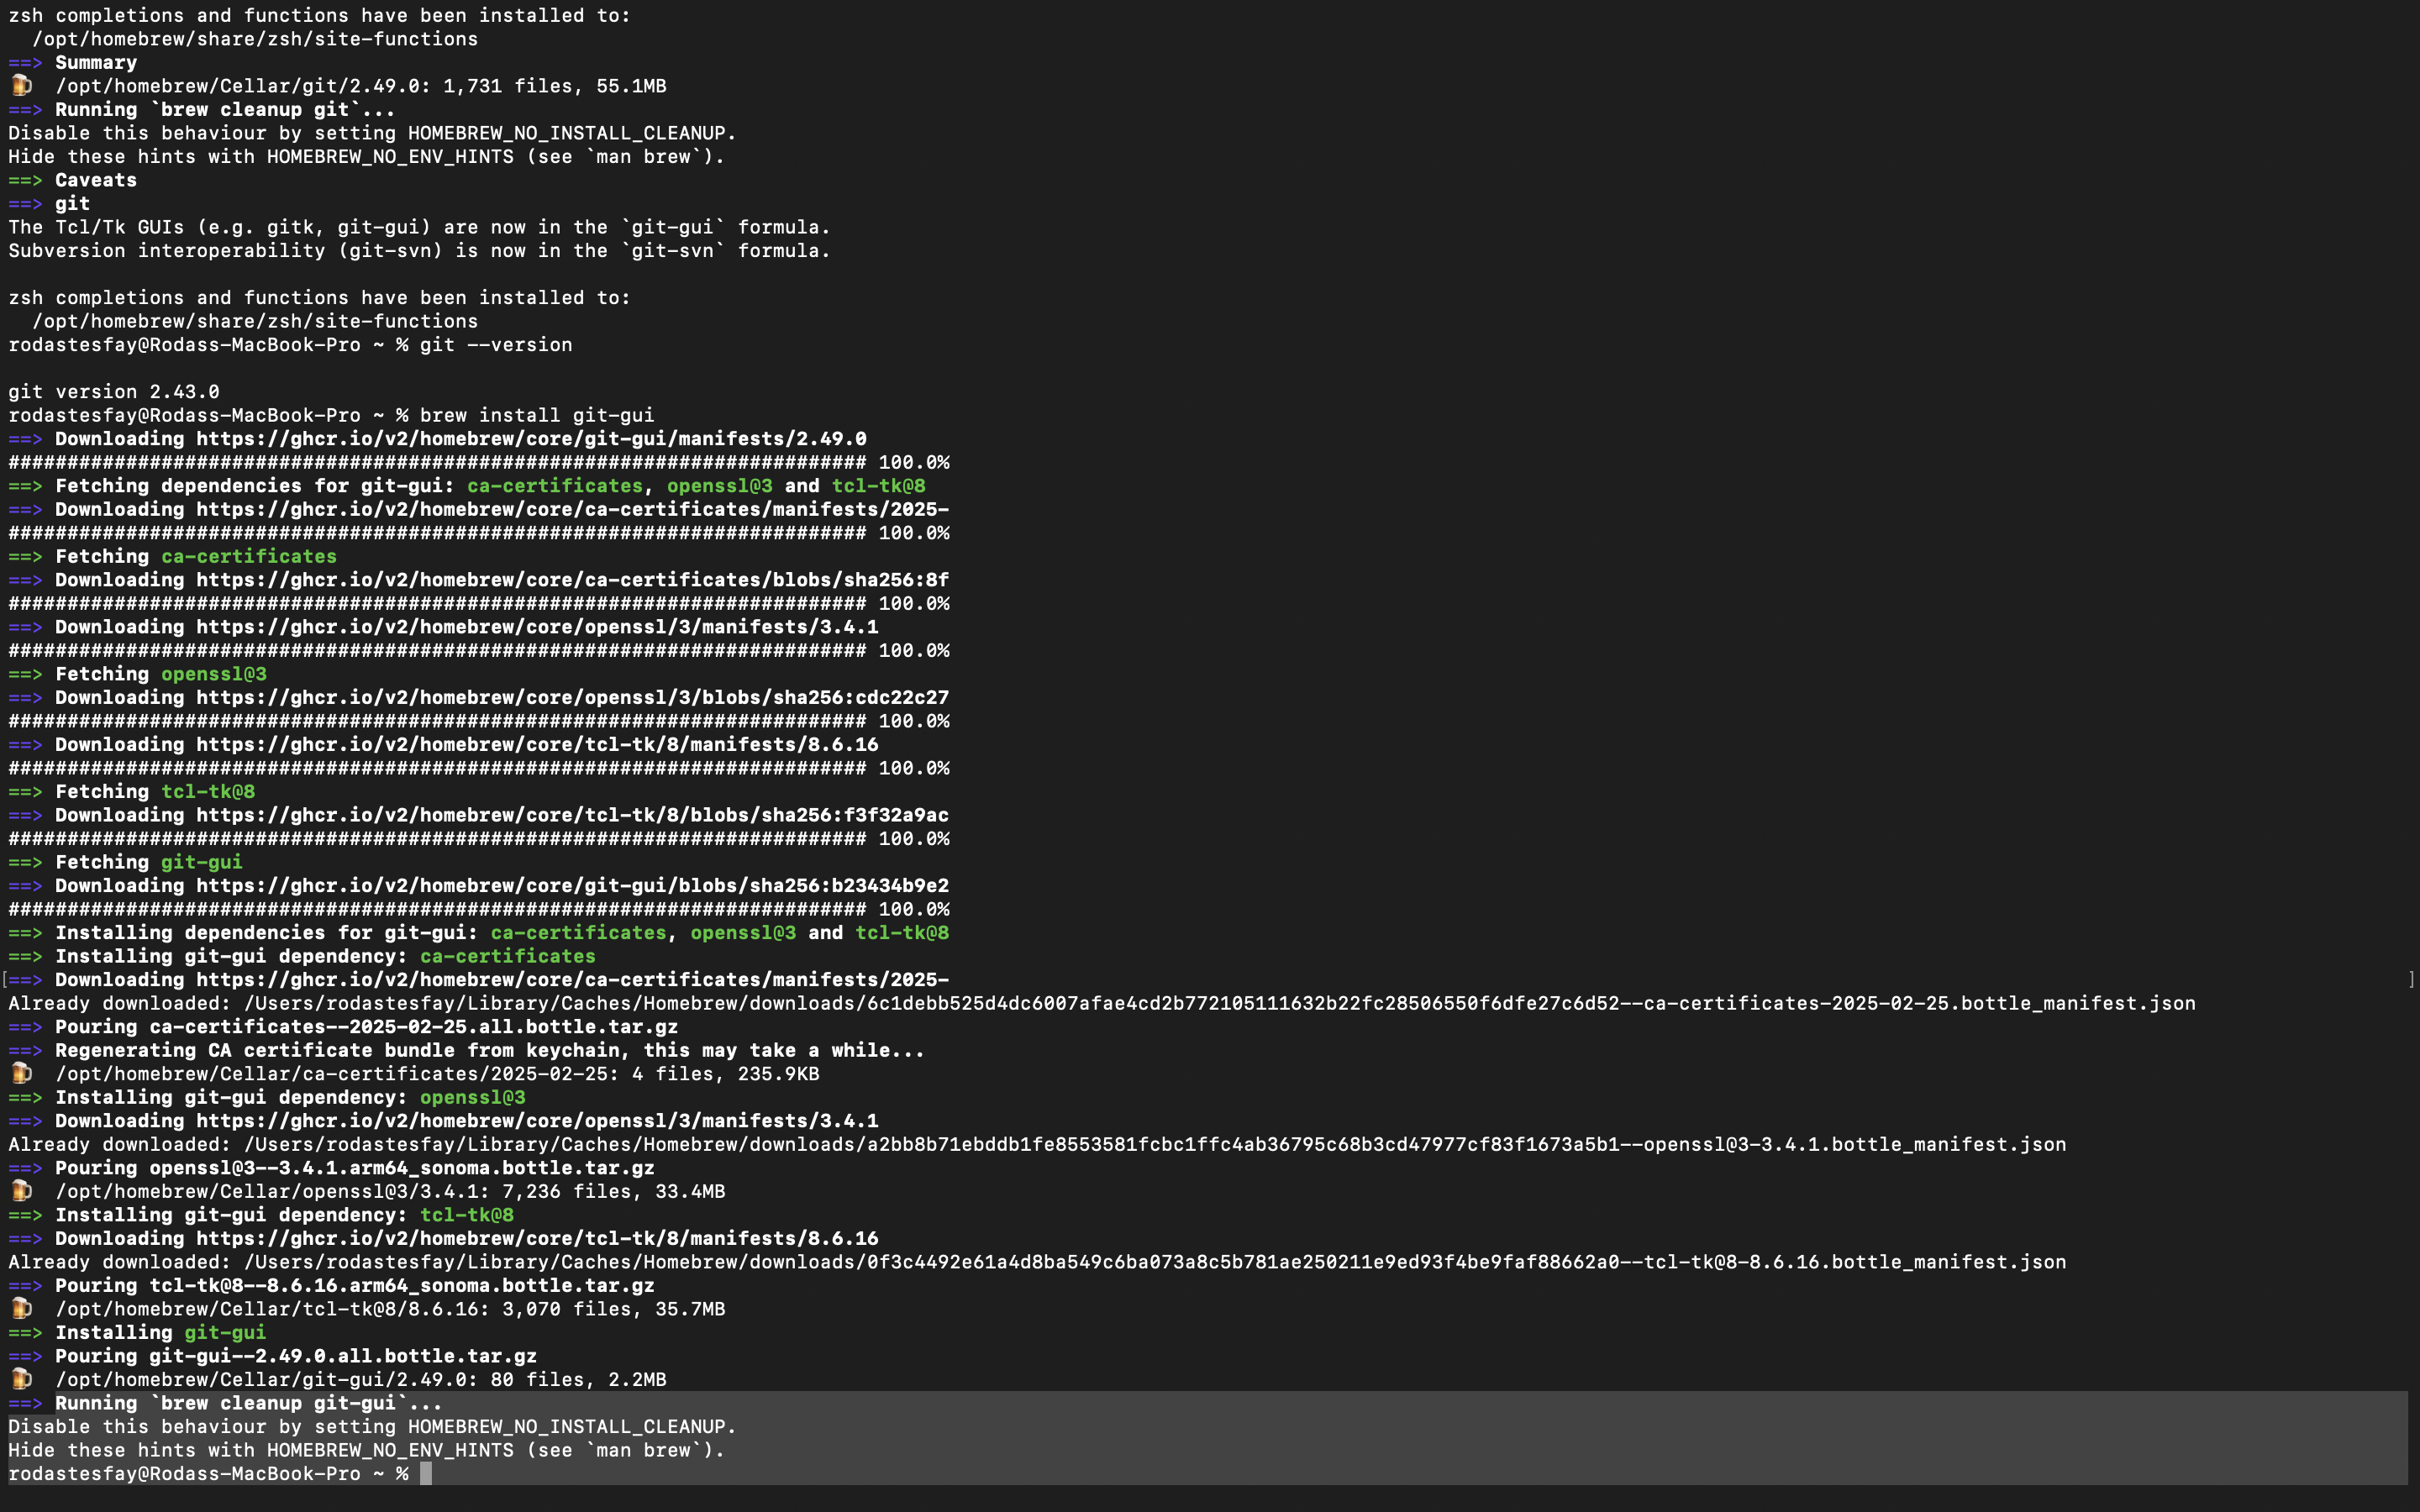 zsh completions and functions have been installed to:
  /opt/homebrew/share/zsh/site-functions
==> Summary
🍺  /opt/homebrew/Cellar/git/2.49.0: 1,731 files, 55.1MB
==> Running `brew cleanup git`...
Disable this behaviour by setting HOMEBREW_NO_INSTALL_CLEANUP.
Hide these hints with HOMEBREW_NO_ENV_HINTS (see `man brew`).
==> Caveats
==> git
The Tcl/Tk GUIs (e.g. gitk, git-gui) are now in the `git-gui` formula.
Subversion interoperability (git-svn) is now in the `git-svn` formula.

zsh completions and functions have been installed to:
  /opt/homebrew/share/zsh/site-functions
rodastesfay@Rodass-MacBook-Pro ~ % git --version

git version 2.43.0
rodastesfay@Rodass-MacBook-Pro ~ % brew install git-gui
==> Downloading https://ghcr.io/v2/homebrew/core/git-gui/manifests/2.49.0
######################################################################### 100.0%
==> Fetching dependencies for git-gui: ca-certificates, openssl@3 and tcl-tk@8
==> Downloading https://ghcr.io/v2/homebrew/core/ca-certificates/manifests/2025-
######################################################################### 100.0%
==> Fetching ca-certificates
==> Downloading https://ghcr.io/v2/homebrew/core/ca-certificates/blobs/sha256:8f
######################################################################### 100.0%
==> Downloading https://ghcr.io/v2/homebrew/core/openssl/3/manifests/3.4.1
######################################################################### 100.0%
==> Fetching openssl@3
==> Downloading https://ghcr.io/v2/homebrew/core/openssl/3/blobs/sha256:cdc22c27
######################################################################### 100.0%
==> Downloading https://ghcr.io/v2/homebrew/core/tcl-tk/8/manifests/8.6.16
######################################################################### 100.0%
==> Fetching tcl-tk@8
==> Downloading https://ghcr.io/v2/homebrew/core/tcl-tk/8/blobs/sha256:f3f32a9ac
######################################################################### 100.0%
==> Fetching git-gui
==> Downloading https://ghcr.io/v2/homebrew/core/git-gui/blobs/sha256:b23434b9e2
######################################################################### 100.0%
==> Installing dependencies for git-gui: ca-certificates, openssl@3 and tcl-tk@8
==> Installing git-gui dependency: ca-certificates
[==> Downloading https://ghcr.io/v2/homebrew/core/ca-certificates/manifests/2025- ]
Already downloaded: /Users/rodastesfay/Library/Caches/Homebrew/downloads/6c1debb525d4dc6007afae4cd2b772105111632b22fc28506550f6dfe27c6d52--ca-certificates-2025-02-25.bottle_manifest.json
==> Pouring ca-certificates--2025-02-25.all.bottle.tar.gz
==> Regenerating CA certificate bundle from keychain, this may take a while...
🍺  /opt/homebrew/Cellar/ca-certificates/2025-02-25: 4 files, 235.9KB
==> Installing git-gui dependency: openssl@3
==> Downloading https://ghcr.io/v2/homebrew/core/openssl/3/manifests/3.4.1
Already downloaded: /Users/rodastesfay/Library/Caches/Homebrew/downloads/a2bb8b71ebddb1fe8553581fcbc1ffc4ab36795c68b3cd47977cf83f1673a5b1--openssl@3-3.4.1.bottle_manifest.json
==> Pouring openssl@3--3.4.1.arm64_sonoma.bottle.tar.gz
🍺  /opt/homebrew/Cellar/openssl@3/3.4.1: 7,236 files, 33.4MB
==> Installing git-gui dependency: tcl-tk@8
==> Downloading https://ghcr.io/v2/homebrew/core/tcl-tk/8/manifests/8.6.16
Already downloaded: /Users/rodastesfay/Library/Caches/Homebrew/downloads/0f3c4492e61a4d8ba549c6ba073a8c5b781ae250211e9ed93f4be9faf88662a0--tcl-tk@8-8.6.16.bottle_manifest.json
==> Pouring tcl-tk@8--8.6.16.arm64_sonoma.bottle.tar.gz
🍺  /opt/homebrew/Cellar/tcl-tk@8/8.6.16: 3,070 files, 35.7MB
==> Installing git-gui
==> Pouring git-gui--2.49.0.all.bottle.tar.gz
🍺  /opt/homebrew/Cellar/git-gui/2.49.0: 80 files, 2.2MB
==> Running `brew cleanup git-gui`...
Disable this behaviour by setting HOMEBREW_NO_INSTALL_CLEANUP.
Hide these hints with HOMEBREW_NO_ENV_HINTS (see `man brew`).
rodastesfay@Rodass-MacBook-Pro ~ %